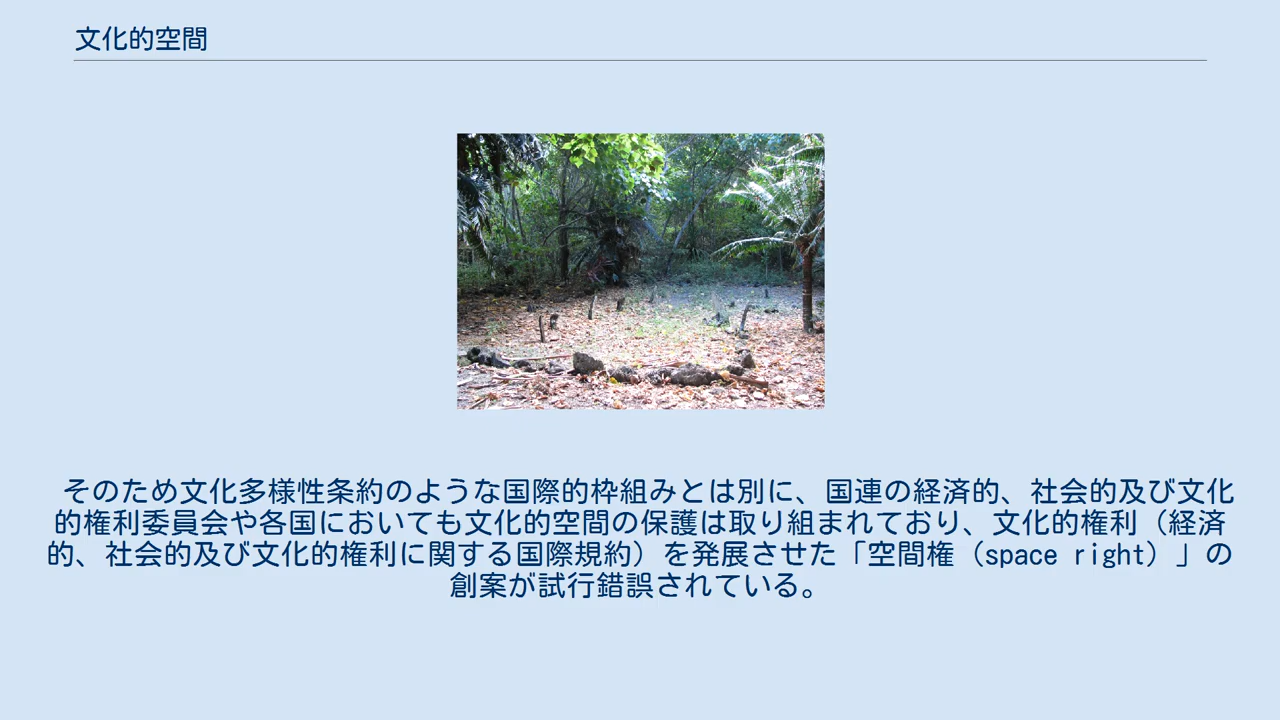 文化的空間
そのため文化多様性条約のような国際的枠組みとは別に、国連の経済的、社会的及び文化
的権利委員会や各国においても文化的空間の保護は取り組まれており、文化的権利（経済
的、社会的及び文化的権利に関する国際規約）を発展させた「空間権（space right）」の
創案が試行錯誤されている。